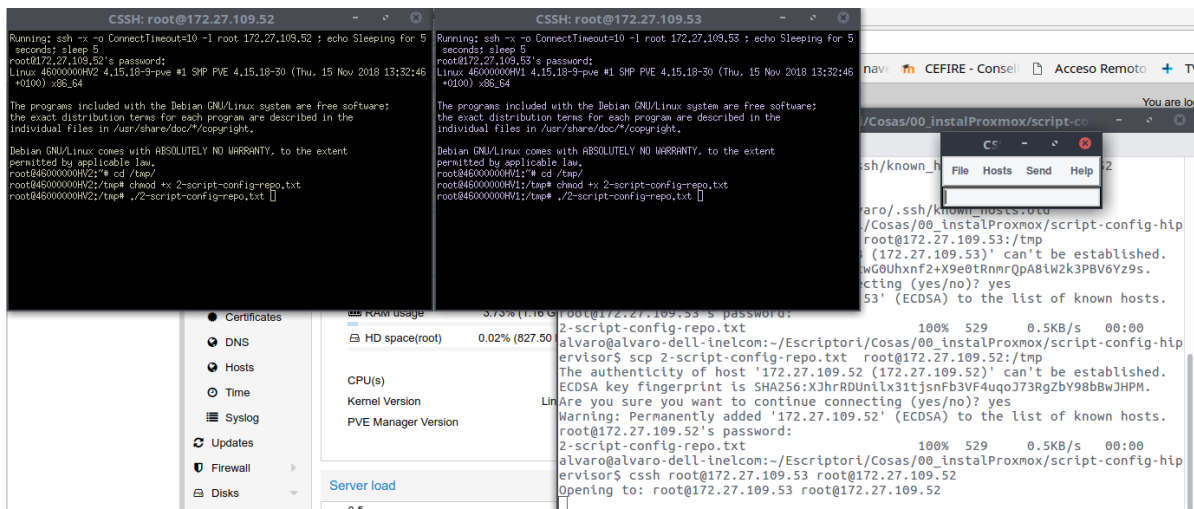 CSSH: root@172.27.109.52
Running: ssh -x -o ConnectTimeout=10 -l root 172.27.109.52 ; echo Sleeping for 5
seconds; sleep 5
root@172.27.109.52's password:
Linux 46000000HV2 4.15.18-9-pve #1 SMP PVE 4.15.18-30 (Thu, 15 Nov 2018 13:32:46
+0100) x86_64
The programs included with the Debian GNU/Linux system are free software;
the exact distribution terms for each program are described in the
individual files in /usr/share/doc/*/copyright.
Debian GNU/Linux comes with ABSOLUTELY NO WARRANTY, to the extent
permitted by applicable law.
root@46000000HV2:~# cd /tmp/
root@46000000HV2:/tmp# chmod +x 2-script-config-repo.txt
root@46000000HV2:/tmp# ./2-script-config-repo.txt
CSSH: root@172.27.109.53
Running: ssh -x -o ConnectTimeout=10 -l root 172.27.109.53 ; echo Sleeping for 5
seconds; sleep 5
root@172.27.109.53's password:
Linux 46000000HV1 4.15.18-9-pve #1 SMP PVE 4.15.18-30 (Thu, 15 Nov 2018 13:32:46
+0100) x86_64
The programs included with the Debian GNU/Linux system are free software;
the exact distribution terms for each program are described in the
individual files in /usr/share/doc/*/copyright.
Debian GNU/Linux comes with ABSOLUTELY NO WARRANTY, to the extent
permitted by applicable law.
root@46000000HV1:~# cd /tmp/
root@46000000HV1:/tmp# chmod +x 2-script-config-repo.txt
root@46000000HV1:/tmp# ./2-script-config-repo.txt
nave CEFIRE - Consell Acceso Remoto TV
You are lo
/Cosas/00_instalProxmox/script-co
CS
File Hosts Send Help
ssh/known_h 2
varo/.ssh/known_hosts.old
/Cosas/00_instalProxmox/script-config-hip
root@172.27.109.53:/tmp
(172.27.109.53)' can't be established.
wG0Uhxnf2+X9e0tRnmrQpA8iW2k3PBV6Yz9s.
ecting (yes/no)? yes
53' (ECDSA) to the list of known hosts.
root@172.27.109.53's password:
2-script-config-repo.txt 100% 529 0.5KB/s 00:00
alvaro@alvaro-dell-inelcom:~/Escriptori/Cosas/00_instalProxmox/script-config-hip
ervisor$ scp 2-script-config-repo.txt root@172.27.109.52:/tmp
The authenticity of host '172.27.109.52 (172.27.109.52)' can't be established.
ECDSA key fingerprint is SHA256:XJhrRDUnilx31tjsnFb3VF4uqoJ73RgZbY98bBwJHPM.
Are you sure you want to continue connecting (yes/no)? yes
Warning: Permanently added '172.27.109.52' (ECDSA) to the list of known hosts.
root@172.27.109.52's password:
2-script-config-repo.txt 100% 529 0.5KB/s 00:00
alvaro@alvaro-dell-inelcom:~/Escriptori/Cosas/00_instalProxmox/script-config-hip
ervisor$ cssh root@172.27.109.53 root@172.27.109.52
Opening to: root@172.27.109.53 root@172.27.109.52
Certificates
DNS
Hosts
Time
Syslog
Updates
Firewall
Disks
RAM usage 3.73% (1.16 G
HD space(root) 0.02% (827.50
CPU(s)
Kernel Version Lin
PVE Manager Version
Server load